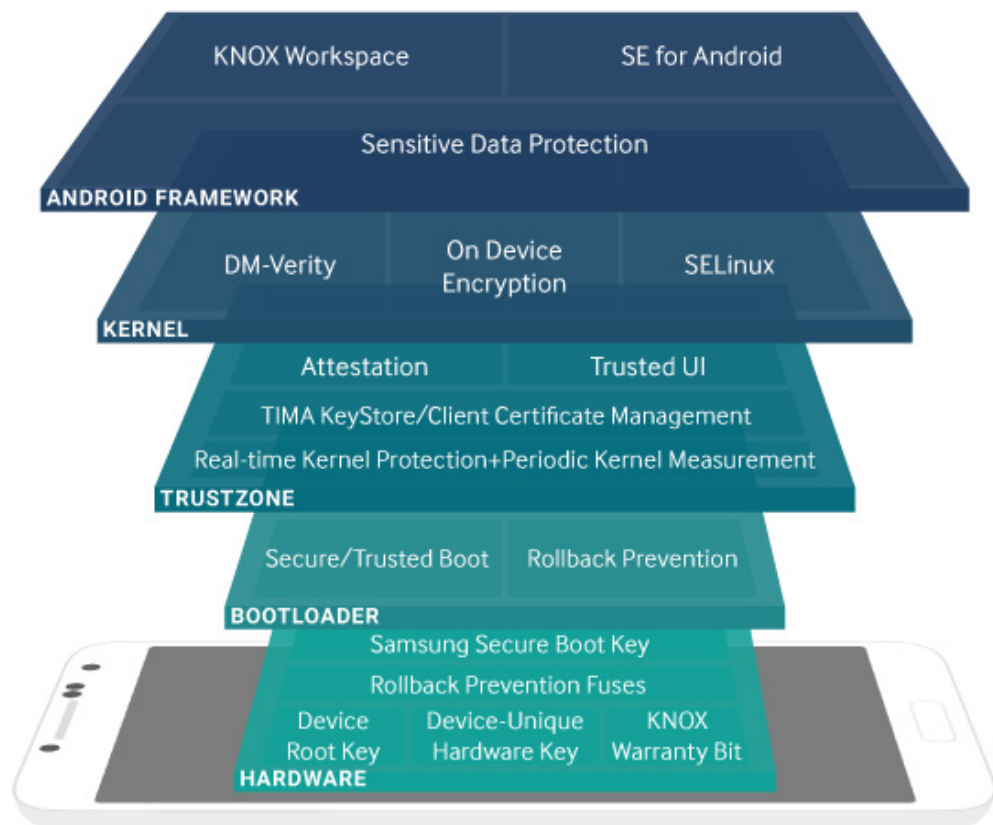 KNOX Workspace
SE for Android
Sensitive Data Protection
ANDROID FRAMEWORK
DM-Verity
On Device
Encryption
SELinux
KERNEL
Attestation
Trusted UI
TIMA KeyStore/Client Certificate Management
Real-time Kernel Protection+Periodic Kernel Measurement
TRUSTZONE
Secure/Trusted Boot
Rollback Prevention
BOOTLOADER
Samsung Secure Boot Key
Rollback Prevention Fuses
Device
Root Key
Device-Unique
Hardware Key
KNOX
Warranty Bit
HARDWARE